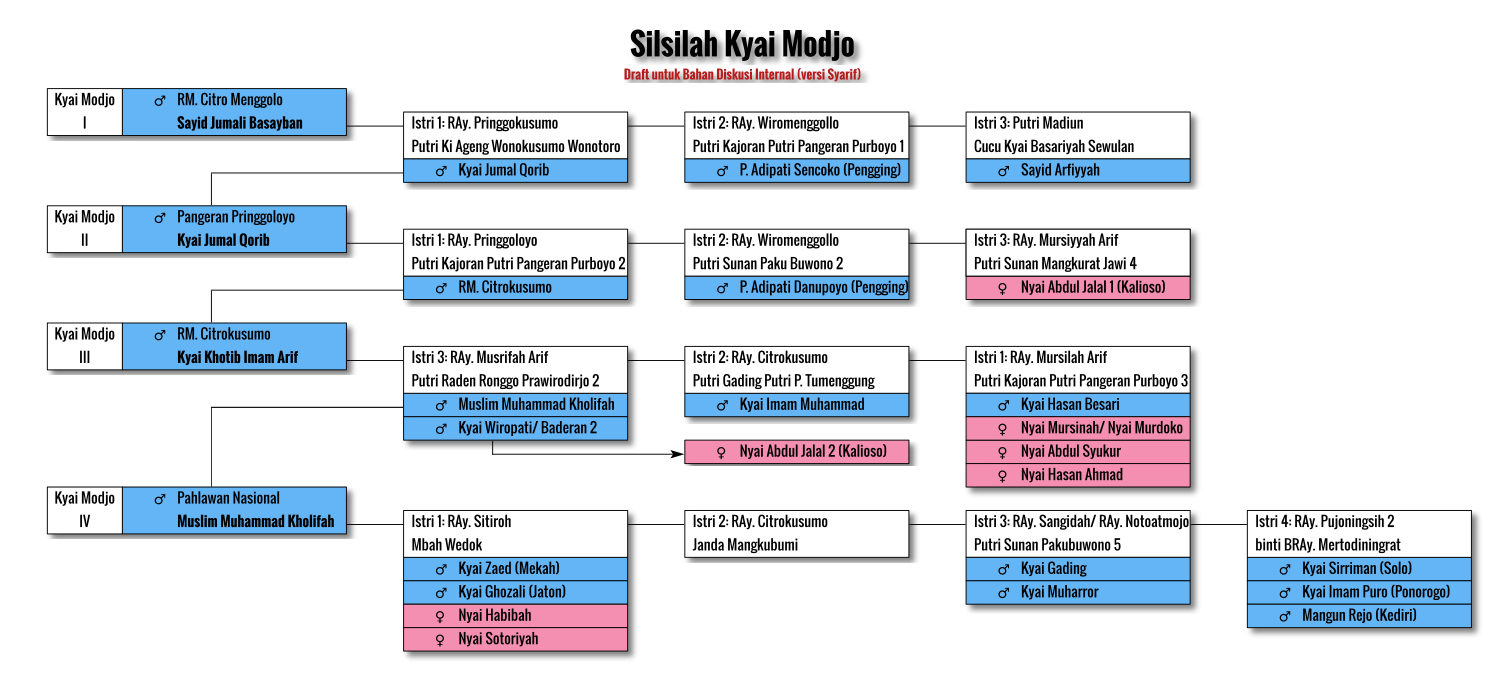 Silsilah Kyai Modjo
Draft untuk Bahan Diskusi Internal (versi Syarif)
Kyai Modjo
I
♂ RM. Citro Menggolo
Sayid Jumali Basayban
Istri 1: RAy. Pringgokusumo
Putri Ki Ageng Wonokusumo Wonotoro
♂ Kyai Jumal Qorib
Istri 2: RAy. Wiromenggollo
Putri Kajoran Putri Pangeran Purboyo 1
♂ P. Adipati Sencoko (Pengging)
Istri 3: Putri Madiun
Cucu Kyai Basariyah Sewulan
♂ Sayid Arfiyyah
Kyai Modjo
II
♂ Pangeran Pringgoloyo
Kyai Jumal Qorib
Istri 1: RAy. Pringgoloyo
Putri Kajoran Putri Pangeran Purboyo 2
♂ RM. Citrokusumo
Istri 2: RAy. Wiromenggollo
Putri Sunan Paku Buwono 2
♂ P. Adipati Danupoyo (Pengging)
Istri 3: RAy. Mursiyyah Arif
Putri Sunan Mangkurat Jawi 4
♀ Nyai Abdul Jalal 1 (Kalioso)
Kyai Modjo
III
♂ RM. Citrokusumo
Kyai Khotib Imam Arif
Istri 3: RAy. Musrifah Arif
Putri Raden Ronggo Prawirodirjo 2
♂ Muslim Muhammad Kholifah
♂ Kyai Wiropati/ Baderan 2
Istri 2: RAy. Citrokusumo
Putri Gading Putri P. Tumenggung
♂ Kyai Imam Muhammad
♀ Nyai Abdul Jalal 2 (Kalioso)
Istri 1: RAy. Mursilah Arif
Putri Kajoran Putri Pangeran Purboyo 3
♂ Kyai Hasan Besari
♀ Nyai Mursinah/ Nyai Murdoko
♀ Nyai Abdul Syukur
♀ Nyai Hasan Ahmad
Kyai Modjo
IV
♂ Pahlawan Nasional
Muslim Muhammad Kholifah
Istri 1: RAy. Sitiroh
Mbah Wedok
♂ Kyai Zaed (Mekah)
♂ Kyai Ghozali (Jaton)
♀ Nyai Habibah
♀ Nyai Sotoriyah
Istri 2: RAy. Citrokusumo
Janda Mangkubumi
Istri 3: RAy. Sangidah/ RAy. Notoatmojo
Putri Sunan Pakubuwono 5
♂ Kyai Gading
♂ Kyai Muharror
Istri 4: RAy. Pujoningsih 2
binti BRAy. Mertodiningrat
♂ Kyai Sirriman (Solo)
♂ Kyai Imam Puro (Ponorogo)
♂ Mangun Rejo (Kediri)